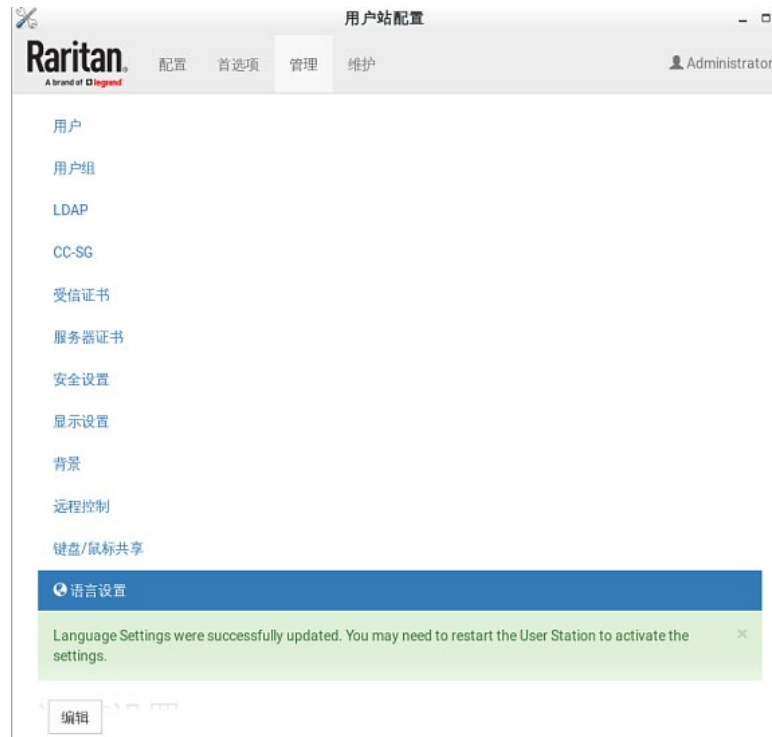 用户站配置
Raritan.
A brand of legrand
配置 首选项 管理 维护 Administrator
用户
用户组
LDAP
CC-SG
受信证书
服务器证书
安全设置
显示设置
背景
远程控制
键盘/鼠标共享
语言设置
Language Settings were successfully updated. You may need to restart the User Station to activate the
settings.
编辑